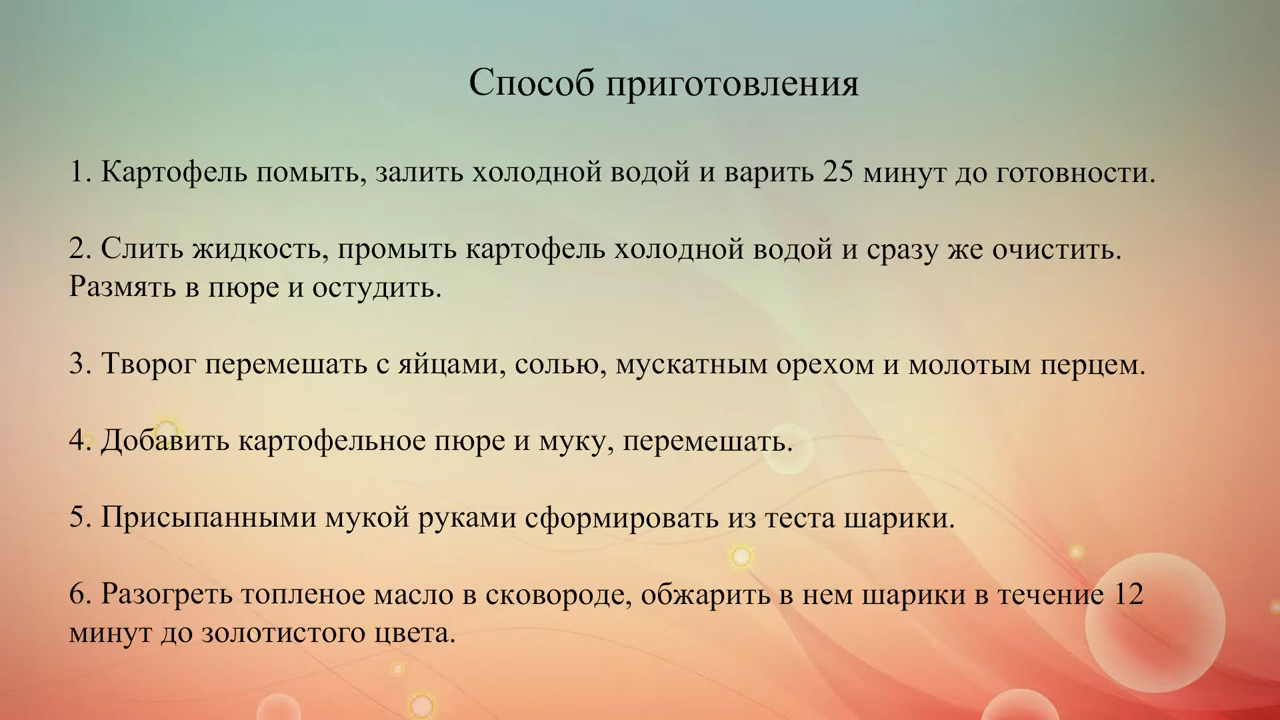 Способ приготовления
1. Картофель помыть, залить холодной водой и варить 25 минут до готовности.
2. Слить жидкость, промыть картофель холодной водой и сразу же очистить.
Размять в пюре и остудить.
3. Творог перемешать с яйцами, солью, мускатным орехом и молотым перцем.
4. Добавить картофельное пюре и муку, перемешать.
5. Присыпанными мукой руками сформировать из теста шарики.
6. Разогреть топленое масло в сковороде, обжарить в нем шарики в течение 12
минут до золотистого цвета.